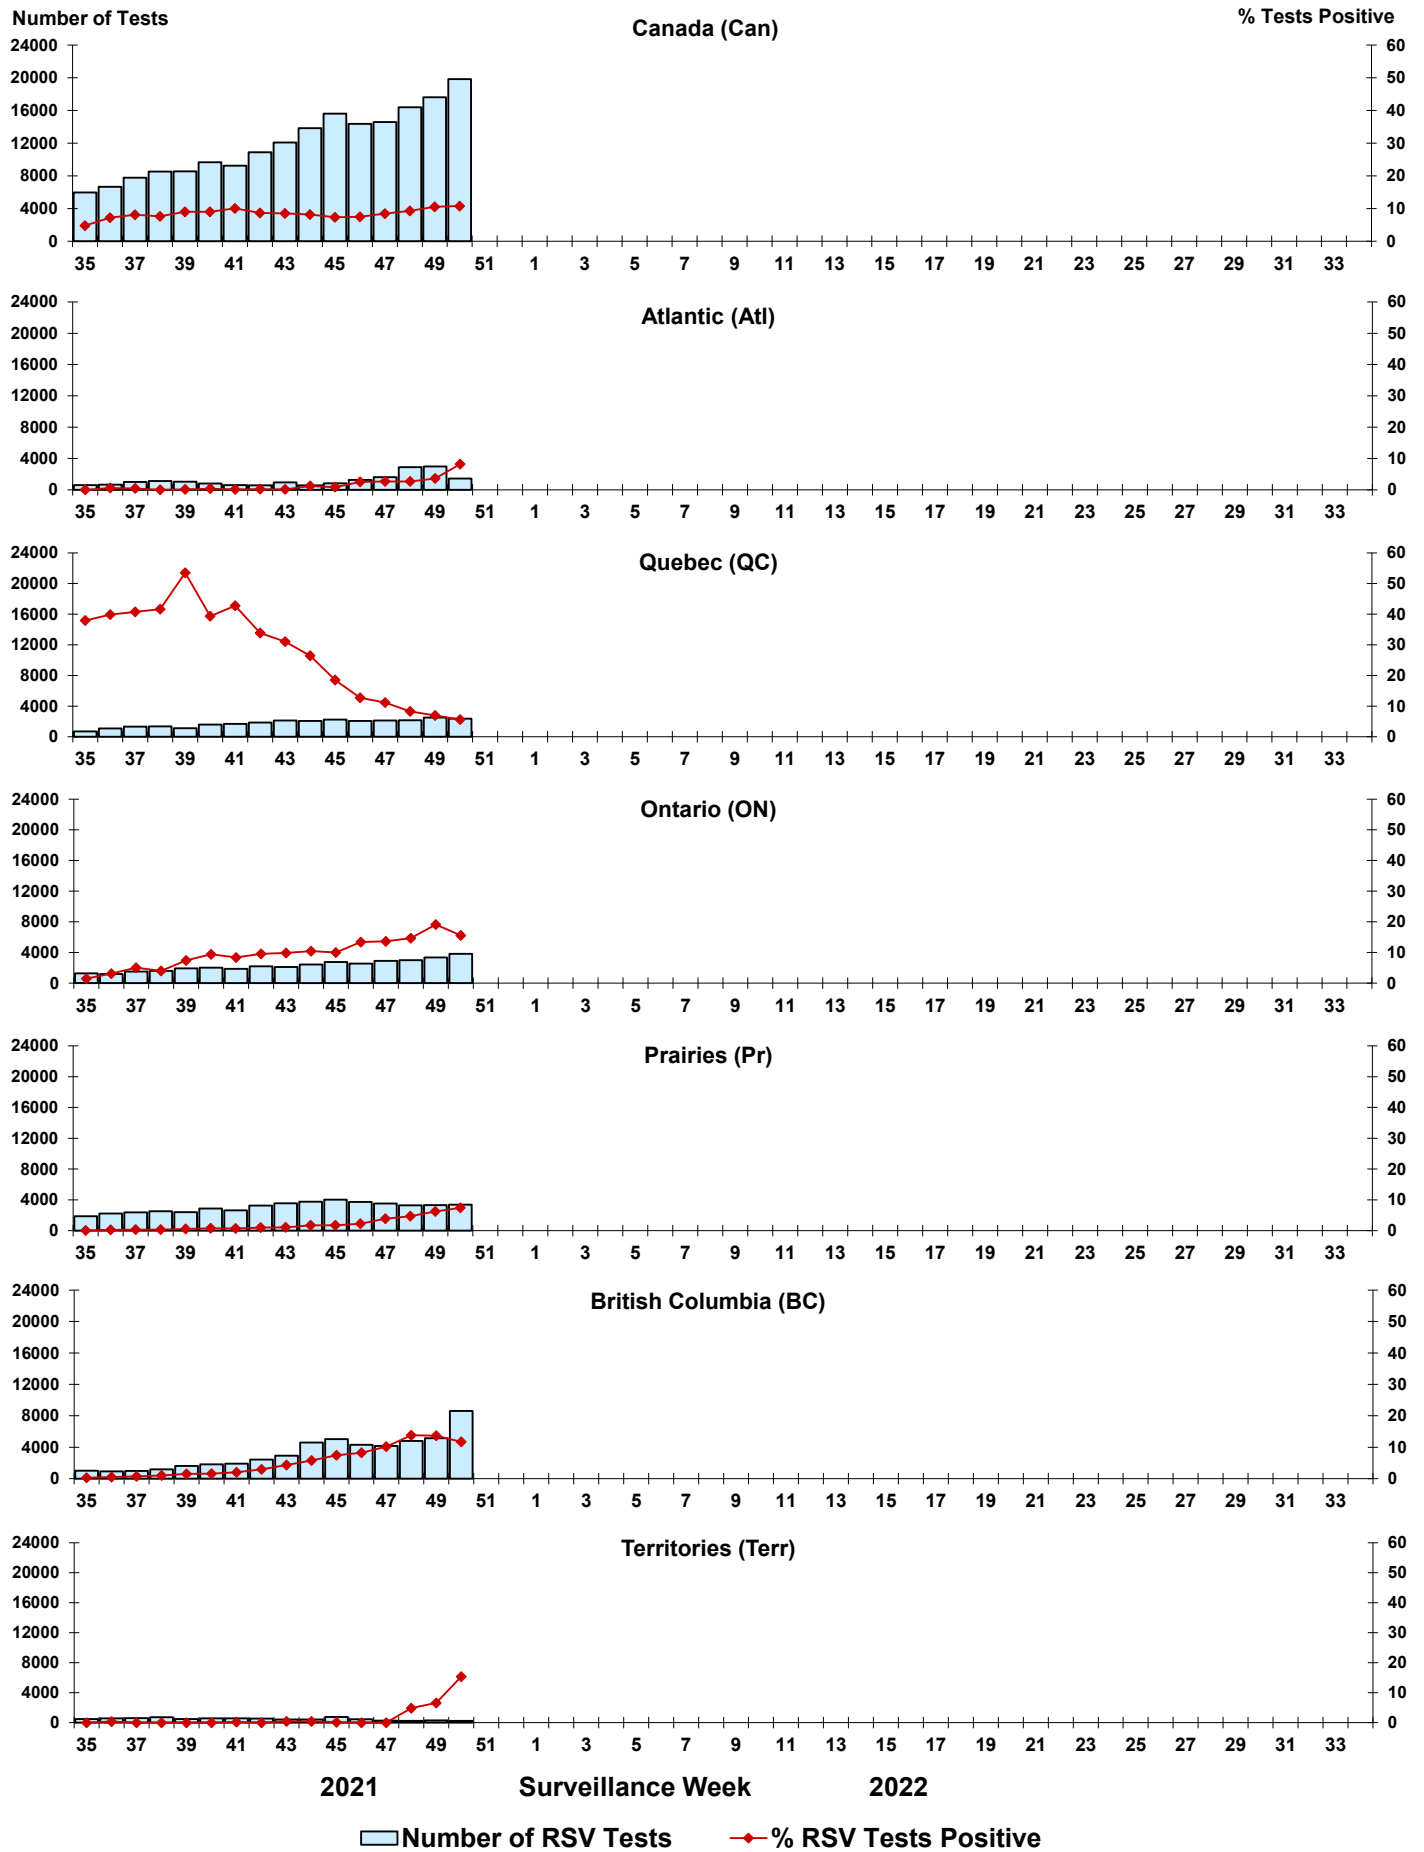 Number of Tests
% Tests Positive
Canada (Can)
24000 60
20000 50
16000 40
12000 30
8000 20
4000 10
0 0
35 37 39 41 43 45 47 49 51 1 3 5 7 9 11 13 15 17 19 21 23 25 27 29 31 33
Atlantic (Atl)
24000 60
20000 50
16000 40
12000 30
8000 20
4000 10
0 0
35 37 39 41 43 45 47 49 51 1 3 5 7 9 11 13 15 17 19 21 23 25 27 29 31 33
Quebec (QC)
24000 60
20000 50
16000 40
12000 30
8000 20
4000 10
0 0
35 37 39 41 43 45 47 49 51 1 3 5 7 9 11 13 15 17 19 21 23 25 27 29 31 33
Ontario (ON)
24000 60
20000 50
16000 40
12000 30
8000 20
4000 10
0 0
35 37 39 41 43 45 47 49 51 1 3 5 7 9 11 13 15 17 19 21 23 25 27 29 31 33
Prairies (Pr)
24000 60
20000 50
16000 40
12000 30
8000 20
4000 10
0 0
35 37 39 41 43 45 47 49 51 1 3 5 7 9 11 13 15 17 19 21 23 25 27 29 31 33
British Columbia (BC)
24000 60
20000 50
16000 40
12000 30
8000 20
4000 10
0 0
35 37 39 41 43 45 47 49 51 1 3 5 7 9 11 13 15 17 19 21 23 25 27 29 31 33
Territories (Terr)
24000 60
20000 50
16000 40
12000 30
8000 20
4000 10
0 0
35 37 39 41 43 45 47 49 51 1 3 5 7 9 11 13 15 17 19 21 23 25 27 29 31 33
2021 Surveillance Week 2022
Number of RSV Tests % RSV Tests Positive